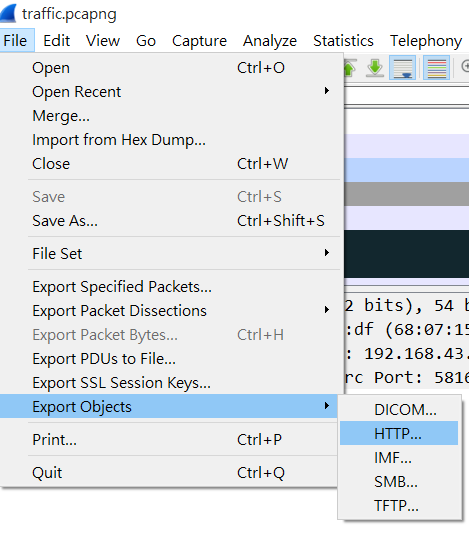 traffic.pcapng
File Edit View Go Capture Analyze Statistics Telephony
Open Ctrl+O
Open Recent
Merge...
Import from Hex Dump...
Close Ctrl+W
Save Ctrl+S
Save As... Ctrl+Shift+S
File Set
Export Specified Packets...
Export Packet Dissections
2 bits), 54 b
Export Packet Bytes... Ctrl+H
:df (68:07:15
Export PDUs to File...
: 192.168.43.
Export SSL Session Keys...
rc Port: 5816
Export Objects
DICOM...
HTTP...
Print... Ctrl+P
IMF...
Quit Ctrl+Q
SMB...
TFTP...